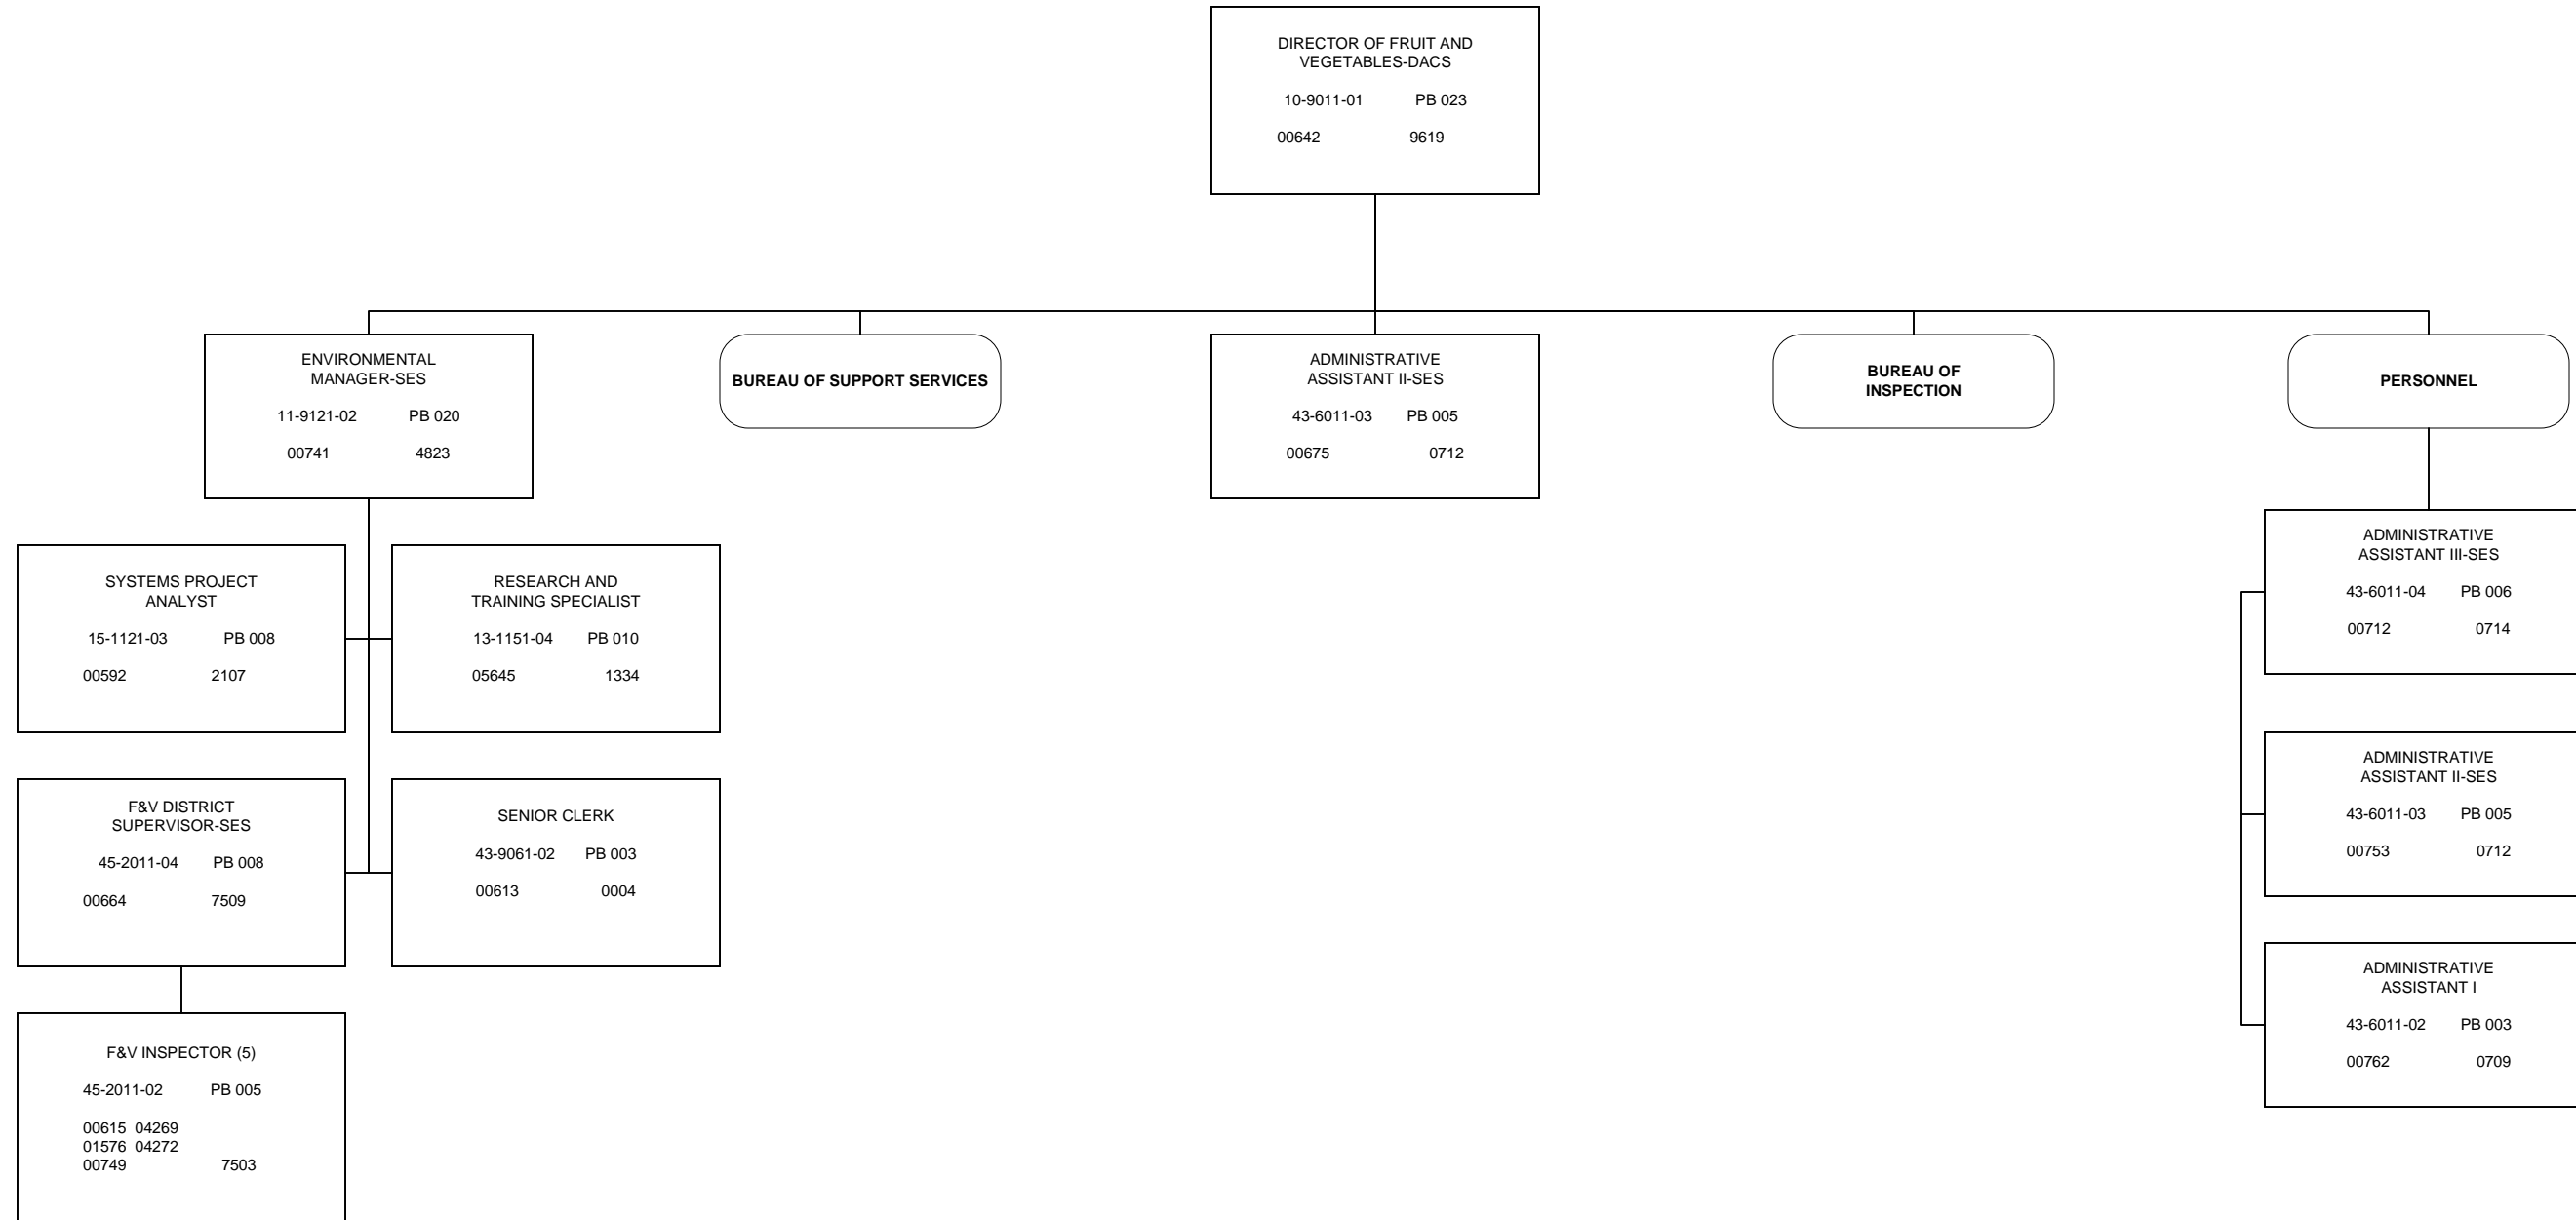 DIRECTOR OF FRUIT AND
VEGETABLES-DACS
10-9011-01 PB 023
00642 9619
ENVIRONMENTAL
MANAGER-SES
11-9121-02 PB 020
00741 4823
BUREAU OF SUPPORT SERVICES
ADMINISTRATIVE
ASSISTANT II-SES
43-6011-03 PB 005
00675 0712
BUREAU OF
INSPECTION
PERSONNEL
SYSTEMS PROJECT
ANALYST
15-1121-03 PB 008
00592 2107
RESEARCH AND
TRAINING SPECIALIST
13-1151-04 PB 010
05645 1334
F&V DISTRICT
SUPERVISOR-SES
45-2011-04 PB 008
00664 7509
SENIOR CLERK
43-9061-02 PB 003
00613 0004
F&V INSPECTOR (5)
45-2011-02 PB 005
00615 04269
01576 04272
00749 7503
ADMINISTRATIVE
ASSISTANT III-SES
43-6011-04 PB 006
00712 0714
ADMINISTRATIVE
ASSISTANT II-SES
43-6011-03 PB 005
00753 0712
ADMINISTRATIVE
ASSISTANT I
43-6011-02 PB 003
00762 0709